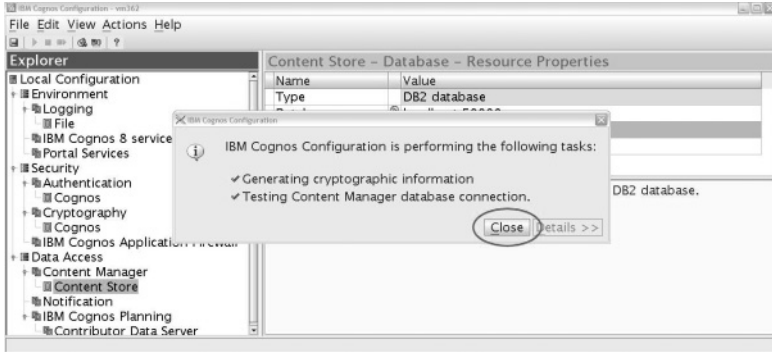 IBM Cognos Configuration - vm362
File Edit View Actions Help
Explorer
Content Store - Database - Resource Properties
Local Configuration
Environment
Logging
File
IBM Cognos 8 service
Portal Services
Security
Authentication
Cognos
Cryptography
Cognos
IBM Cognos Application Firewall
Data Access
Content Manager
Content Store
Notification
IBM Cognos Planning
Contributor Data Server
Name Value
Type DB2 database
DB2 database.
IBM Cognos Configuration
IBM Cognos Configuration is performing the following tasks:
Generating cryptographic information
Testing Content Manager database connection.
Close Details >>